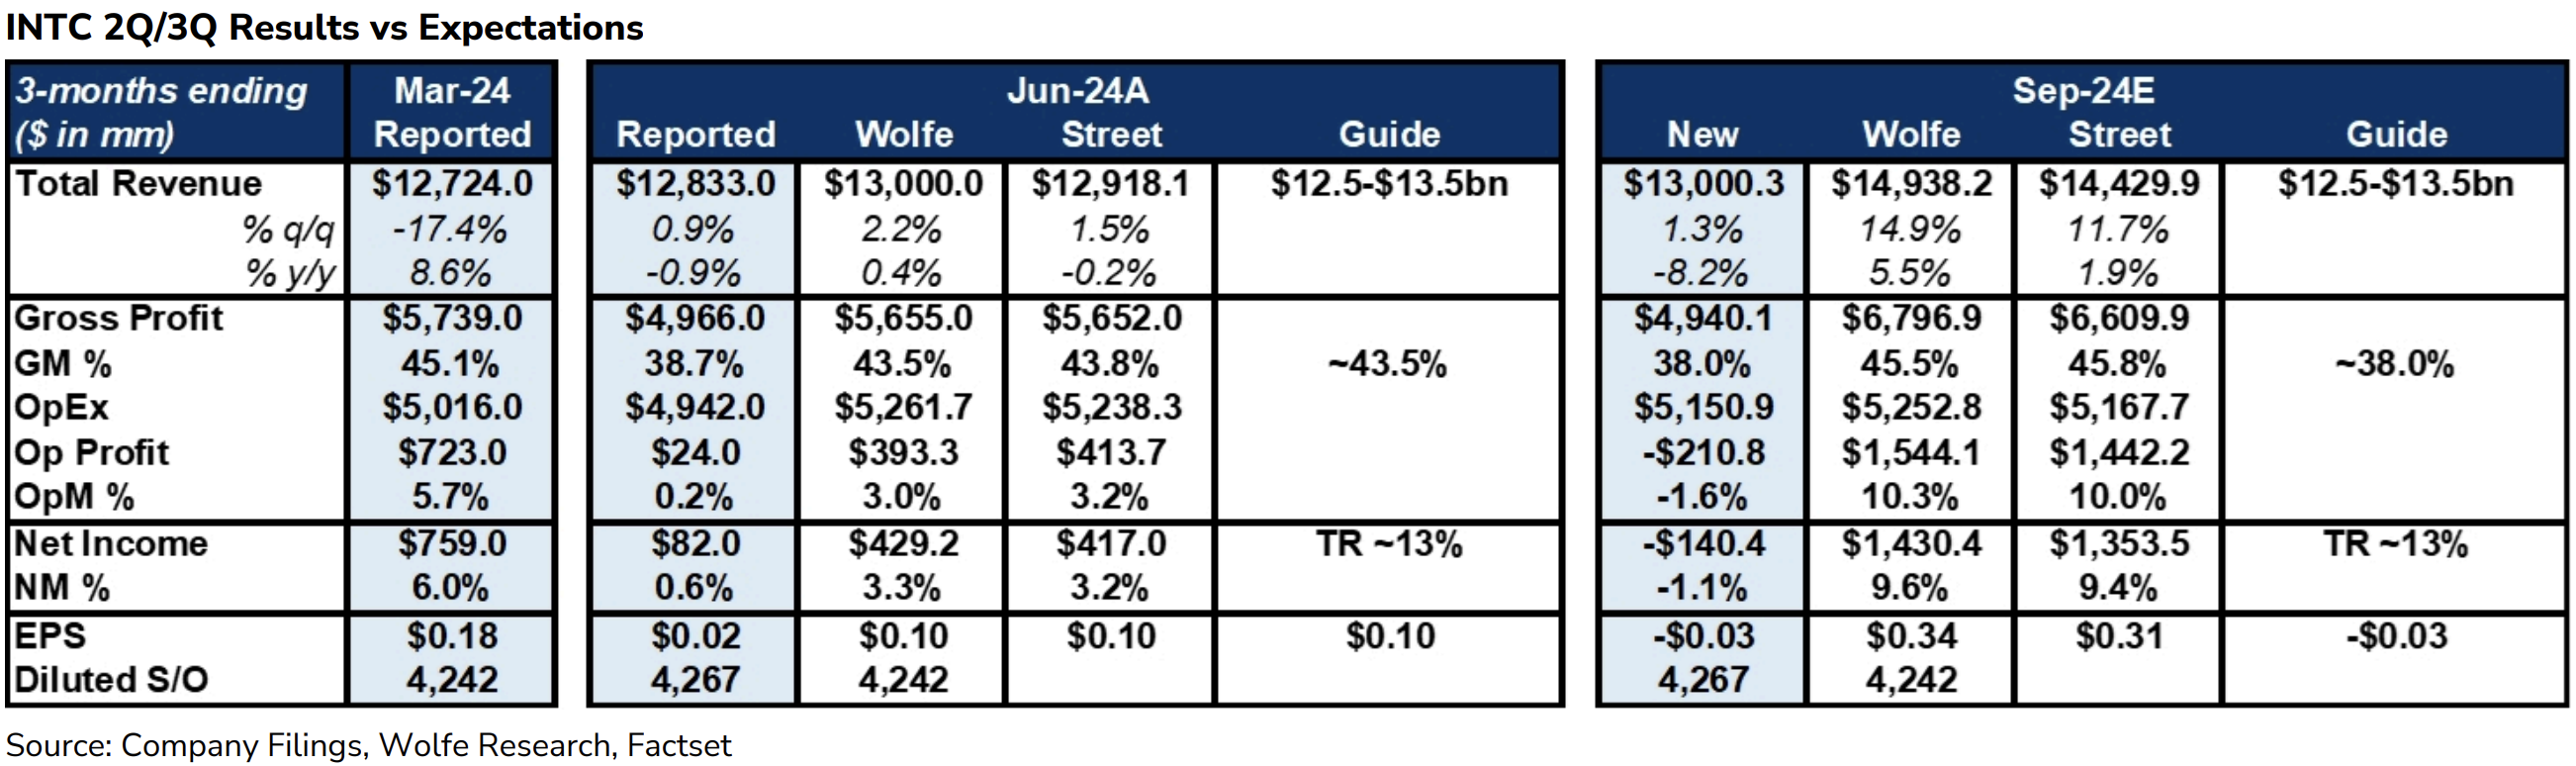 INTC 2Q/3Q Results vs Expectations
3-months ending Mar-24 Jun-24A Sep-24E
($ in mm) Reported Reported Wolfe Street Guide New Wolfe Street Guide
Total Revenue $12,724.0 $12,833.0 $13,000.0 $12,918.1 $12.5-$13.5bn $13,000.3 $14,938.2 $14,429.9 $12.5-$13.5bn
% q/q -17.4% 0.9% 2.2% 1.5% 1.3% 14.9% 11.7%
% y/y 8.6% -0.9% 0.4% -0.2% -8.2% 5.5% 1.9%
Gross Profit $5,739.0 $4,966.0 $5,655.0 $5,652.0 $4,940.1 $6,796.9 $6,609.9
GM % 45.1% 38.7% 43.5% 43.8% ~43.5% 38.0% 45.5% 45.8% ~38.0%
OpEx $5,016.0 $4,942.0 $5,261.7 $5,238.3 $5,150.9 $5,252.8 $5,167.7
Op Profit $723.0 $24.0 $393.3 $413.7 -$210.8 $1,544.1 $1,442.2
OpM % 5.7% 0.2% 3.0% 3.2% -1.6% 10.3% 10.0%
Net Income $759.0 $82.0 $429.2 $417.0 TR ~13% -$140.4 $1,430.4 $1,353.5 TR ~13%
NM % 6.0% 0.6% 3.3% 3.2% -1.1% 9.6% 9.4%
EPS $0.18 $0.02 $0.10 $0.10 $0.10 -$0.03 $0.34 $0.31 -$0.03
Diluted S/O 4,242 4,267 4,242 4,267 4,242
Source: Company Filings, Wolfe Research, Factset